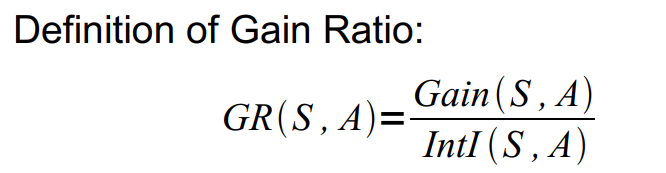 Definition of Gain Ratio:
GR(S, A)=Gain(S, A)/IntI(S, A)